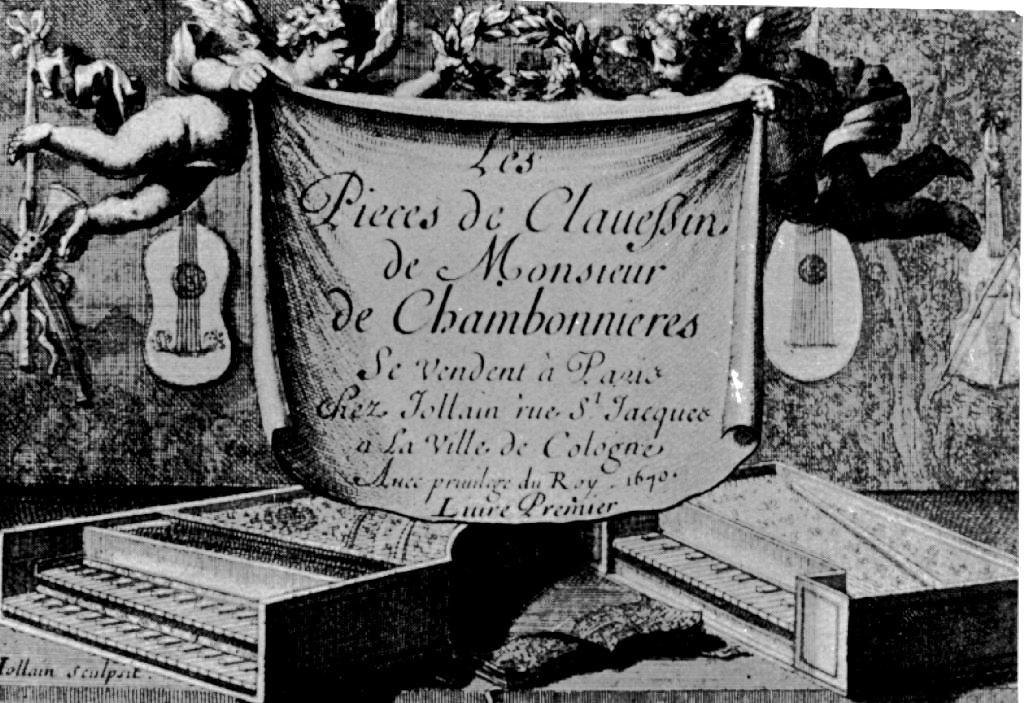 Les
Pieces de Clauessin
de Monsieur
de Chambonnieres
Se Vendent à Paris
chez Jollain rue St Jacques
a La Ville de Cologne
Auec priuilege du Roy 1670.
Liure Premier
Jollain sculpsit